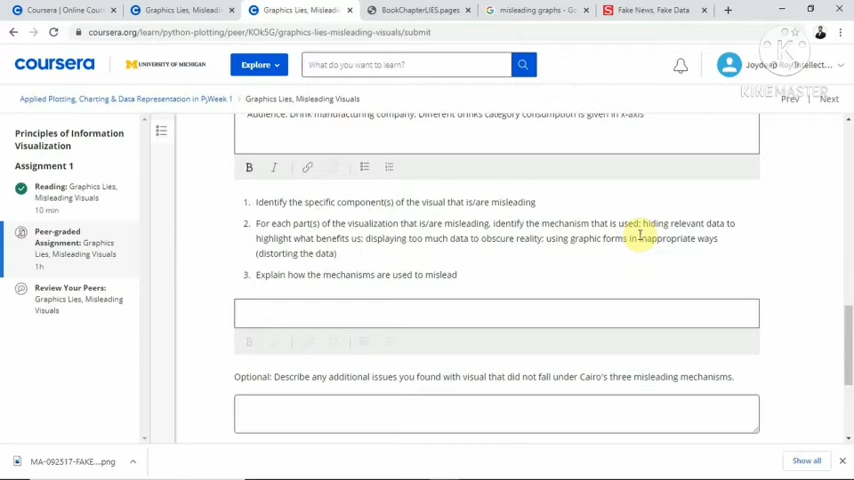 Coursera | Online Cour
Graphics Lies, Misleadin
Graphics Lies, Misleadin
BookChapterLIES.pages
misleading graphs - Go
Fake News, Fake Data
coursera.org/learn/python-plotting/peer/KOk5G/graphics-lies-misleading-visuals/submit
coursera
UNIVERSITY OF MICHIGAN
Explore
What do you want to learn?
Joydeep Roy
KINEMASTER
Applied Plotting, Charting & Data Representation in Py
Week 1
Graphics Lies, Misleading Visuals
Prev
Next
Principles of Information
Visualization
Assignment 1
Reading: Graphics Lies,
Misleading Visuals
10 min
Peer-graded
Assignment: Graphics
Lies, Misleading Visuals
1h
Review Your Peers:
Graphics Lies, Misleading
Visuals
Audience: Drink manufacturing company. Different drinks category consumption is given in x-axis
B I
1. Identify the specific component(s) of the visual that is/are misleading
2. For each part(s) of the visualization that is/are misleading, identify the mechanism that is used: hiding relevant data to
highlight what benefits us; displaying too much data to obscure reality; using graphic forms in inappropriate ways
(distorting the data)
3. Explain how the mechanisms are used to mislead
B I
Optional: Describe any additional issues you found with visual that did not fall under Cairo's three misleading mechanisms.
MA-092517-FAKE....png
Show all